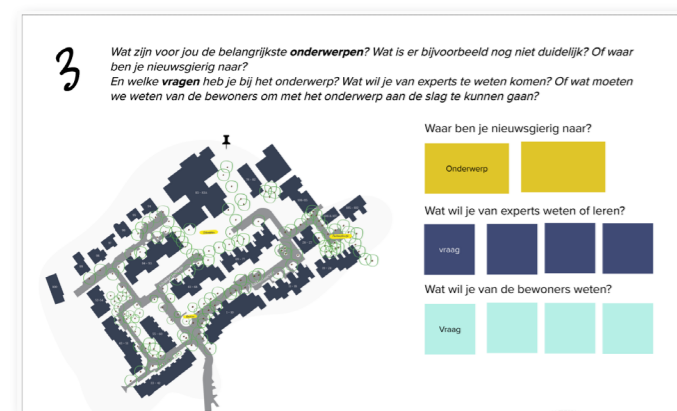 3
Wat zijn voor jou de belangrijkste onderwerpen? Wat is er bijvoorbeeld nog niet duidelijk? Of waar
ben je nieuwsgierig naar?
En welke vragen heb je bij het onderwerp? Wat wil je van experts te weten komen? Of wat moeten
we weten van de bewoners om met het onderwerp aan de slag te kunnen gaan?
Waar ben je nieuwsgierig naar?
Onderwerp
Wat wil je van experts weten of leren?
vraag
Wat wil je van de bewoners weten?
Vraag